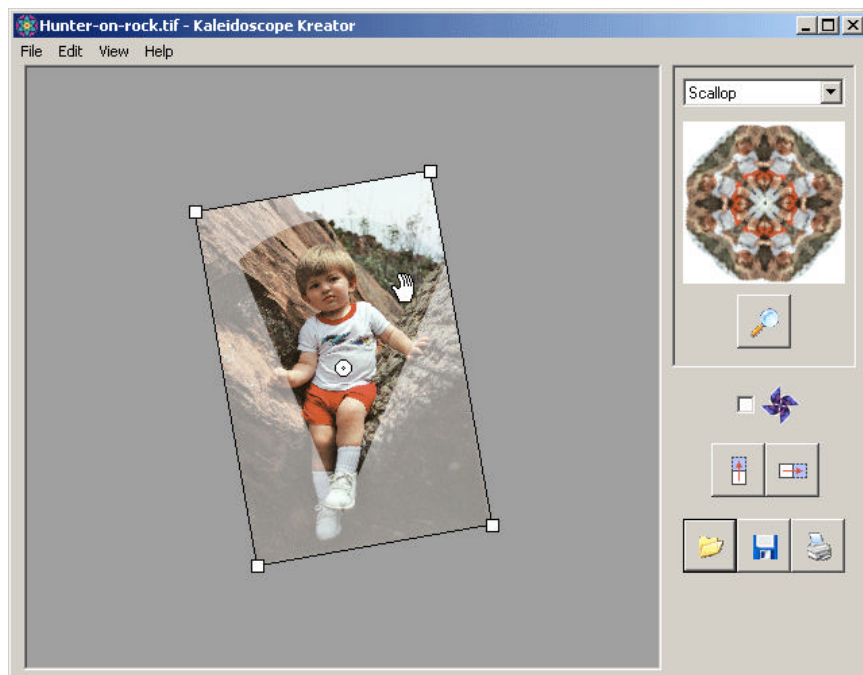 Hunter-on-rock.tif - Kaleidoscope Kreator
File Edit View Help
Scallop